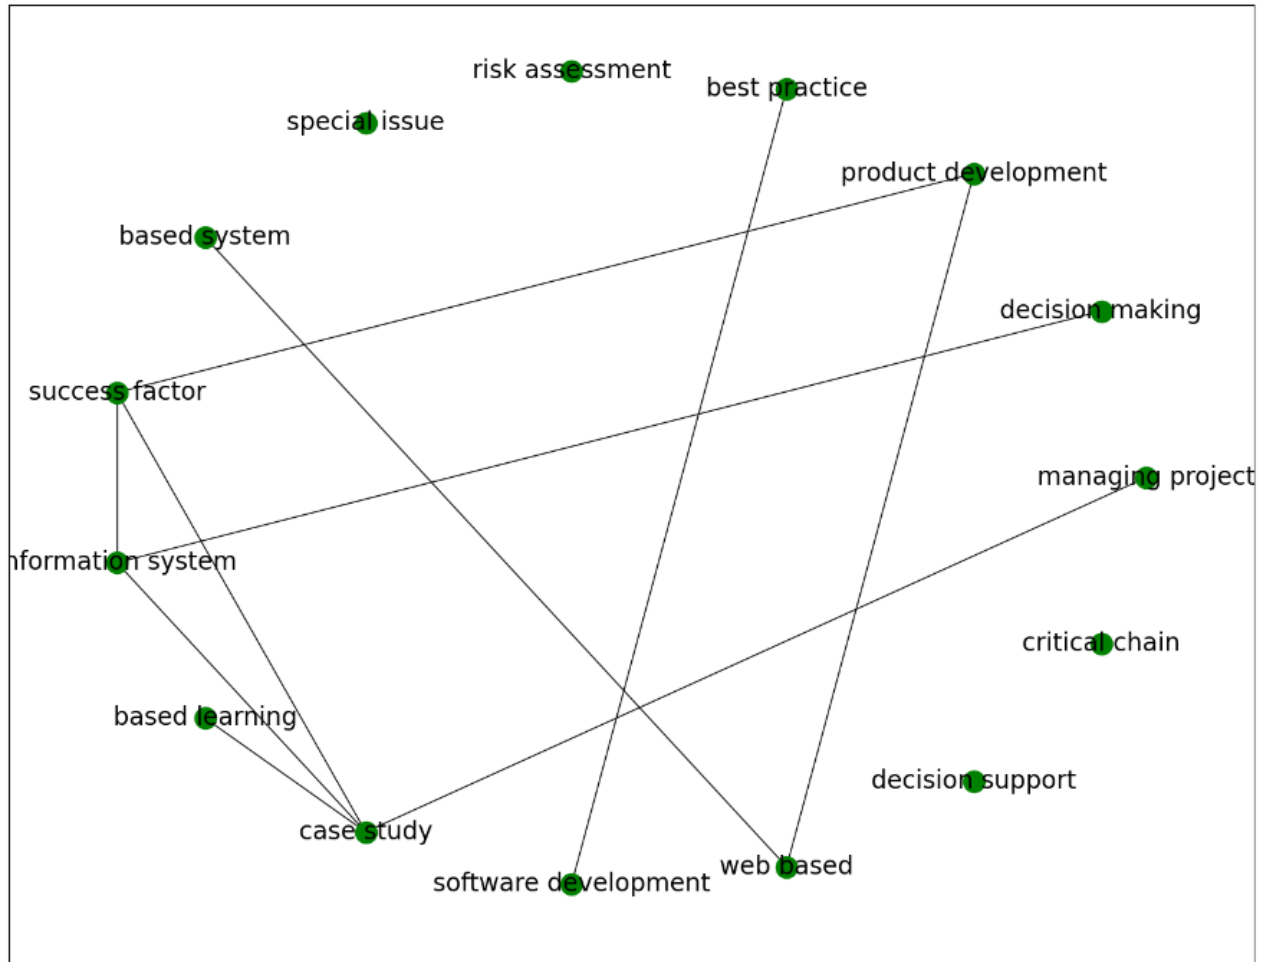 risk assessment
best practice
special issue
product development
based system
decision making
success factor
managing project
nformation system
critical chain
based learning
decision support
case study
web based
software development